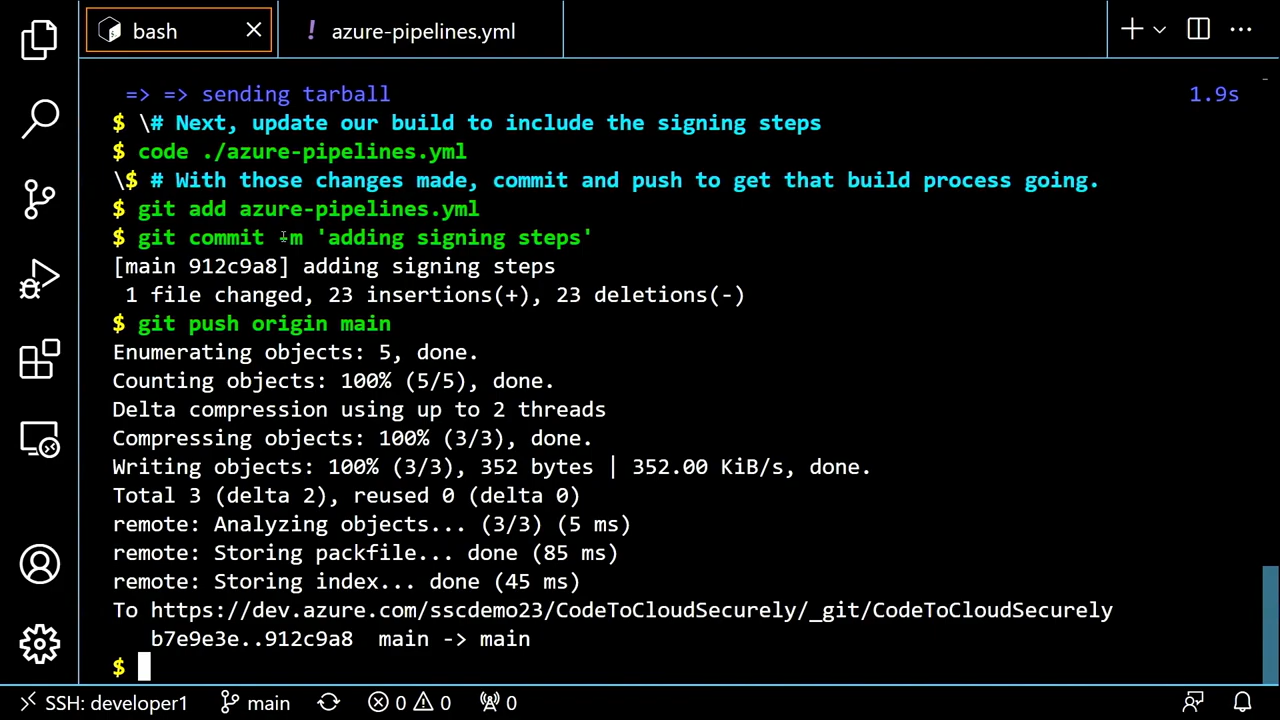 bash
! azure-pipelines.yml
=> => sending tarball 1.9s
$ \# Next, update our build to include the signing steps
$ code ./azure-pipelines.yml
\$ # With those changes made, commit and push to get that build process going.
$ git add azure-pipelines.yml
$ git commit -m 'adding signing steps'
[main 912c9a8] adding signing steps
1 file changed, 23 insertions(+), 23 deletions(-)
$ git push origin main
Enumerating objects: 5, done.
Counting objects: 100% (5/5), done.
Delta compression using up to 2 threads
Compressing objects: 100% (3/3), done.
Writing objects: 100% (3/3), 352 bytes | 352.00 KiB/s, done.
Total 3 (delta 2), reused 0 (delta 0)
remote: Analyzing objects... (3/3) (5 ms)
remote: Storing packfile... done (85 ms)
remote: Storing index... done (45 ms)
To https://dev.azure.com/sscdemo23/CodeToCloudSecurely/_git/CodeToCloudSecurely
b7e9e3e..912c9a8 main -> main
$
SSH: developer1 main 0 0 0